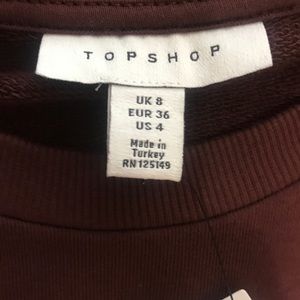 TOPSHOP
UK 8
EUR 36
US 4
Made in
Turkey
RN 125149